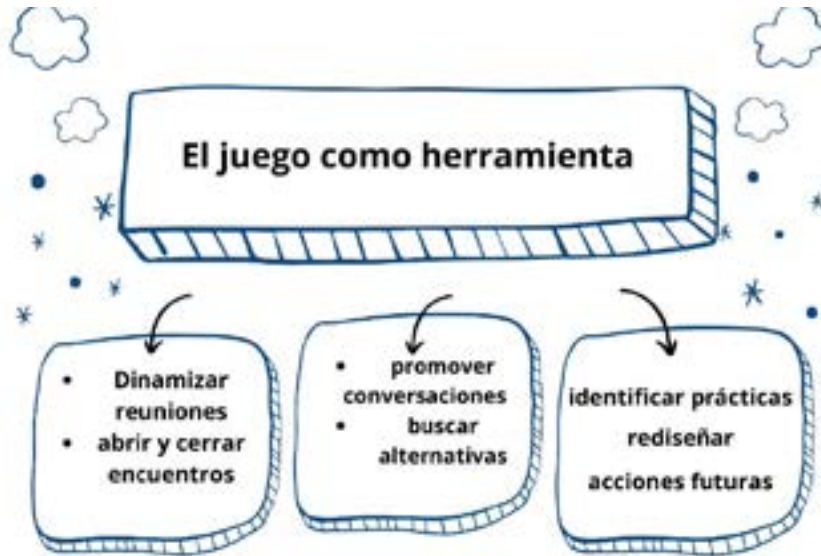 El juego como herramienta
• Dinamizar
reuniones
• abrir y cerrar
encuentros
• promover
conversaciones
• buscar
alternativas
identificar prácticas
rediseñar
acciones futuras